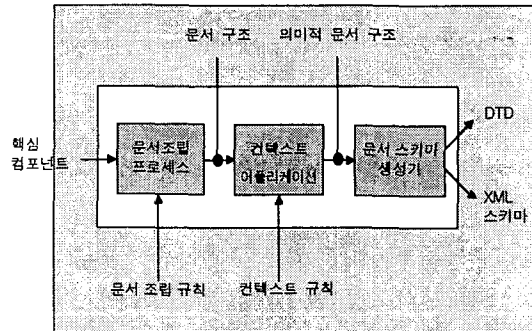 문서 구조
의미적 문서 구조
핵심
컴포넌트
문서조립
프로세스
컨텍스트
어플리케이션
문서 스키마
생성기
DTD
XML
스키마
문서 조립 규칙
컨텍스트 규칙